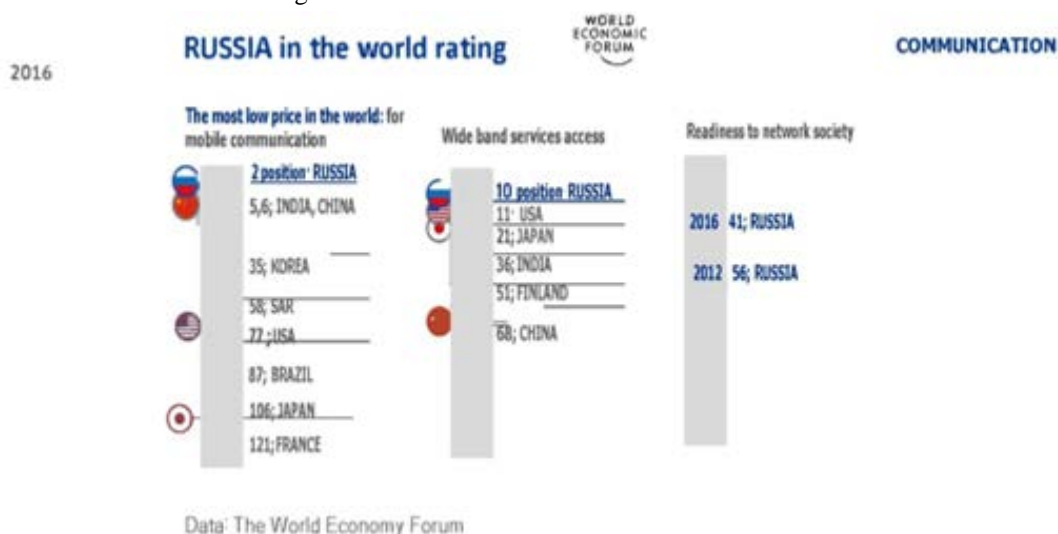 RUSSIA in the world rating
WORLD
ECONOMIC
FORUM
COMMUNICATION
2016
The most low price in the world: for
mobile communication
2 position· RUSSIA
5,6; INDIA, CHINA
35; KOREA
58; SAR
77 ; USA
87; BRAZIL
106; JAPAN
121; FRANCE
Wide band services access
10 position RUSSIA
11· USA
21; JAPAN
36; INDIA
51; FINLAND
68; CHINA
Readiness to network society
2016 41; RUSSIA
2012 56; RUSSIA
Data: The World Economy Forum